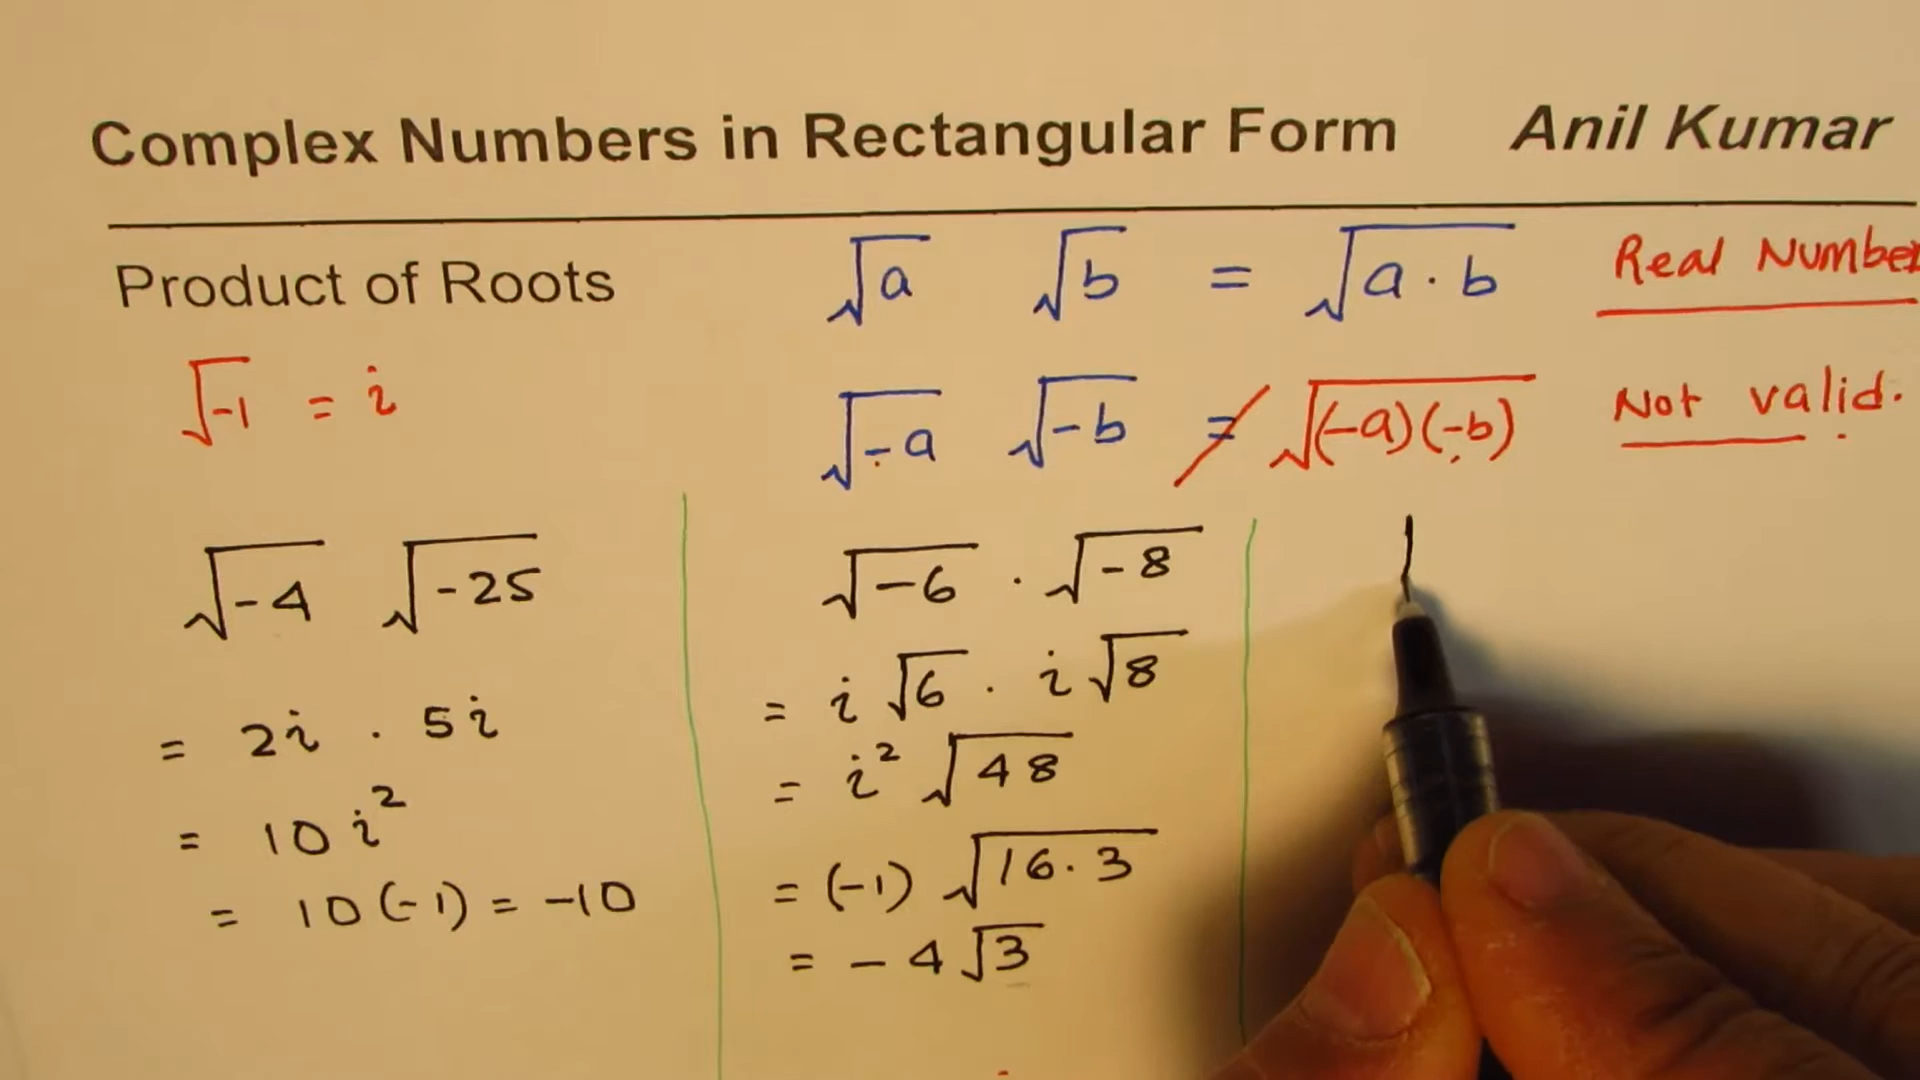 Complex Numbers in Rectangular Form Anil Kumar
Product of Roots
√a √b = √a · b Real Number
√-1 = i
√-a √-b ≠ √(-a)(-b) Not valid.
√-4 √-25
= 2i · 5i
= 10i²
= 10(-1) = -10
√-6 · √-8
= i√6 · i√8
= i² √48
= (-1) √16·3
= -4√3